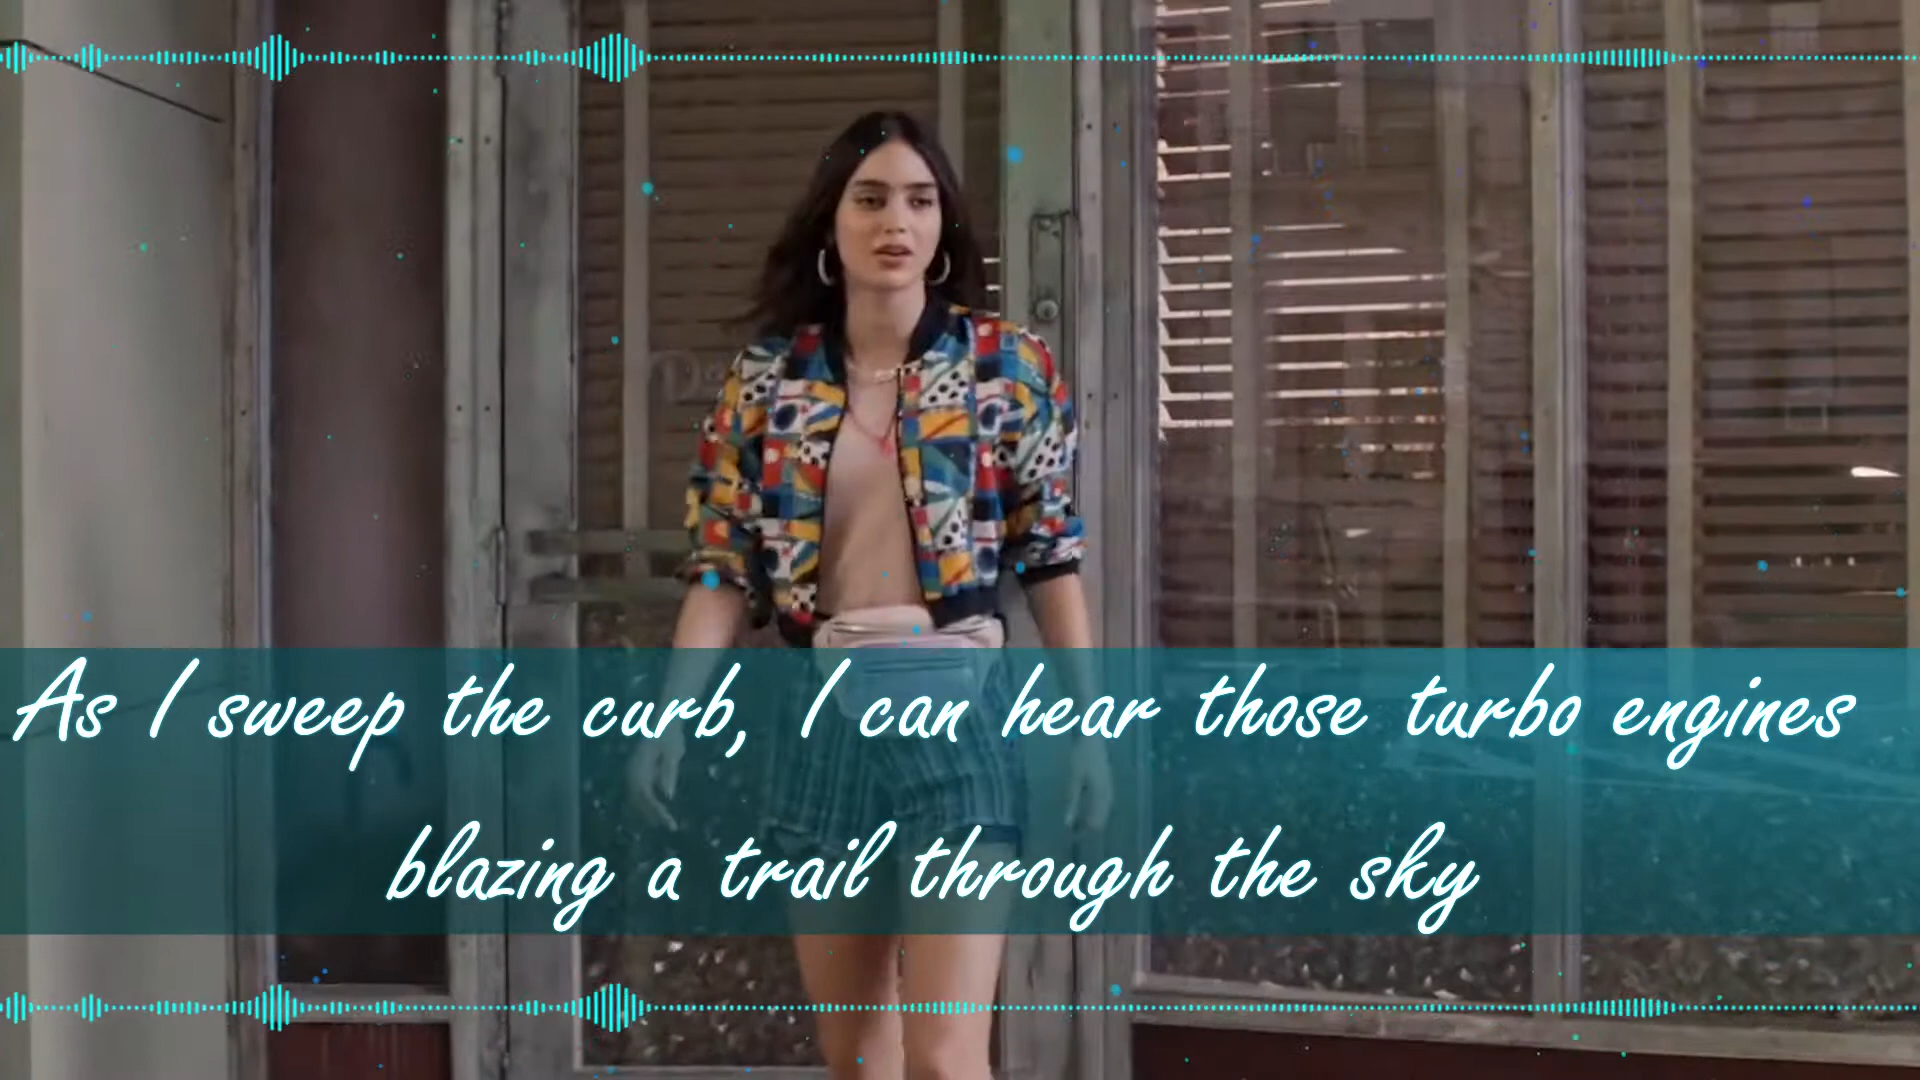 As I sweep the curb, I can hear those turbo engines
blazing a trail through the sky